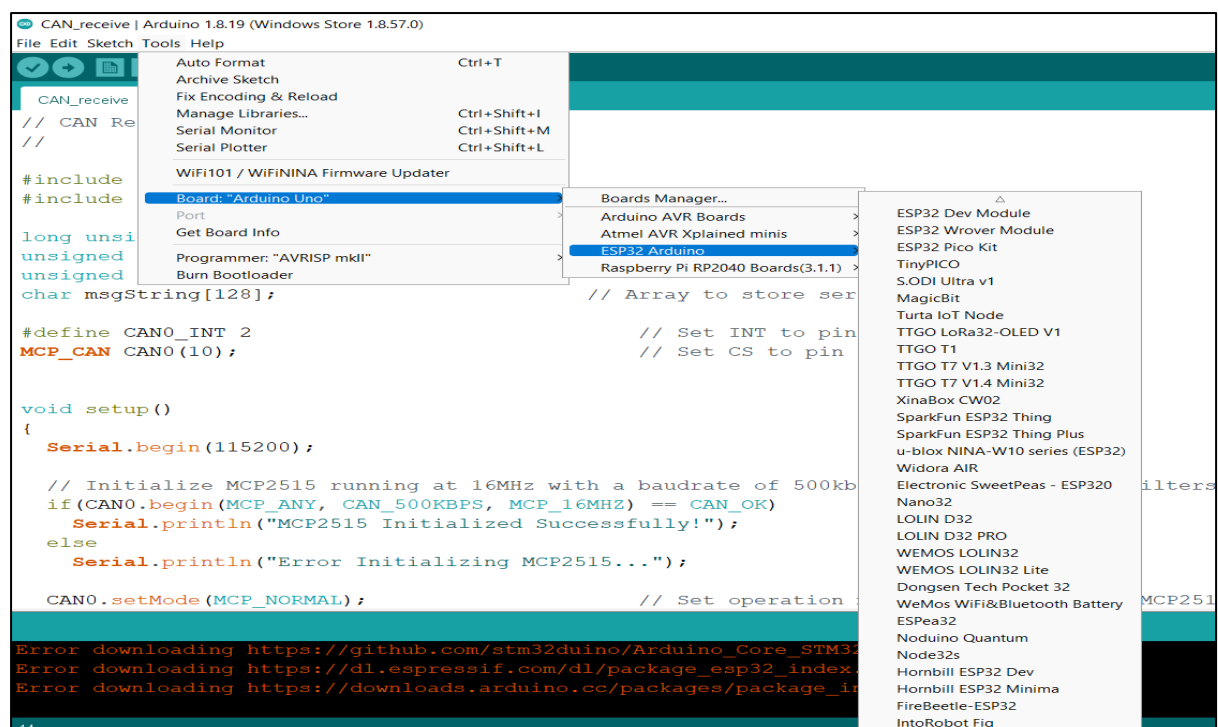 CAN_receive | Arduino 1.8.19 (Windows Store 1.8.57.0)
File Edit Sketch Tools Help
CAN_receive
// CAN Re
//
#include
#include
long unsi
unsigned
unsigned
char msgString[128]; // Array to store ser
#define CAN0_INT 2 // Set INT to pin
MCP_CAN CAN0(10); // Set CS to pin
void setup()
{
Serial.begin(115200);
// Initialize MCP2515 running at 16MHz with a baudrate of 500kb ilters
if(CAN0.begin(MCP_ANY, CAN_500KBPS, MCP_16MHZ) == CAN_OK)
Serial.println("MCP2515 Initialized Successfully!");
else
Serial.println("Error Initializing MCP2515...");
CAN0.setMode(MCP_NORMAL); // Set operation MCP251
Error downloading https://github.com/stm32duino/Arduino_Core_STM32
Error downloading https://dl.espressif.com/dl/package_esp32_index.
Error downloading https://downloads.arduino.cc/packages/package_in
Auto Format Ctrl+T
Archive Sketch
Fix Encoding & Reload
Manage Libraries... Ctrl+Shift+I
Serial Monitor Ctrl+Shift+M
Serial Plotter Ctrl+Shift+L
WiFi101 / WiFiNINA Firmware Updater
Board: "Arduino Uno"
Port
Get Board Info
Programmer: "AVRISP mkII"
Burn Bootloader
Boards Manager...
Arduino AVR Boards
Atmel AVR Xplained minis
ESP32 Arduino
Raspberry Pi RP2040 Boards(3.1.1)
ESP32 Dev Module
ESP32 Wrover Module
ESP32 Pico Kit
TinyPICO
S.ODI Ultra v1
MagicBit
Turta IoT Node
TTGO LoRa32-OLED V1
TTGO T1
TTGO T7 V1.3 Mini32
TTGO T7 V1.4 Mini32
XinaBox CW02
SparkFun ESP32 Thing
SparkFun ESP32 Thing Plus
u-blox NINA-W10 series (ESP32)
Widora AIR
Electronic SweetPeas - ESP320
Nano32
LOLIN D32
LOLIN D32 PRO
WEMOS LOLIN32
WEMOS LOLIN32 Lite
Dongsen Tech Pocket 32
WeMos WiFi&Bluetooth Battery
ESPea32
Noduino Quantum
Node32s
Hornbill ESP32 Dev
Hornbill ESP32 Minima
FireBeetle-ESP32
IntoRobot Fig